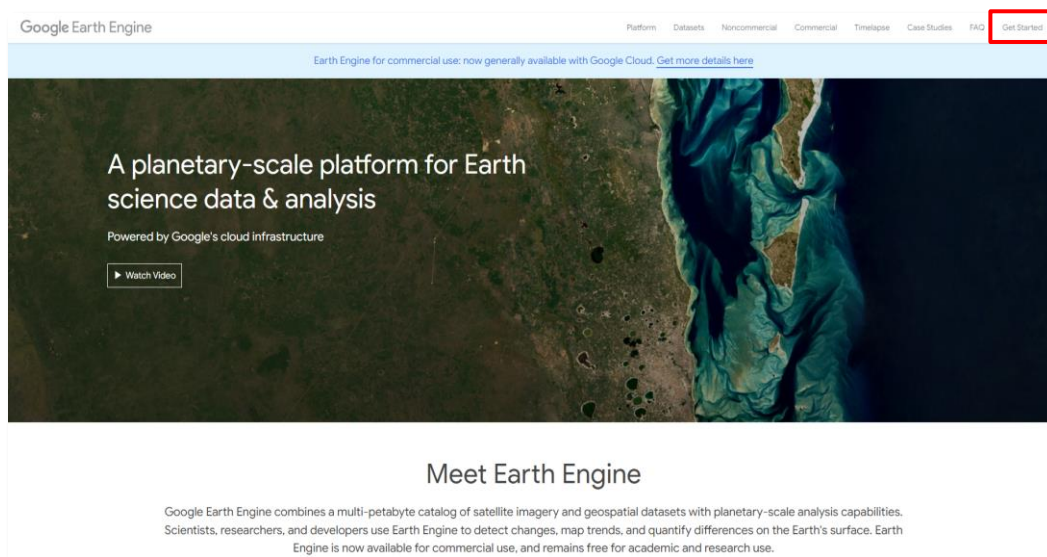 Google Earth Engine
Platform Datasets Noncommercial Commercial Timelapse Case Studies FAQ Get Started
Earth Engine for commercial use: now generally available with Google Cloud. Get more details here
A planetary-scale platform for Earth
science data & analysis
Powered by Google's cloud infrastructure
Watch Video
Meet Earth Engine
Google Earth Engine combines a multi-petabyte catalog of satellite imagery and geospatial datasets with planetary-scale analysis capabilities.
Scientists, researchers, and developers use Earth Engine to detect changes, map trends, and quantify differences on the Earth's surface. Earth
Engine is now available for commercial use, and remains free for academic and research use.